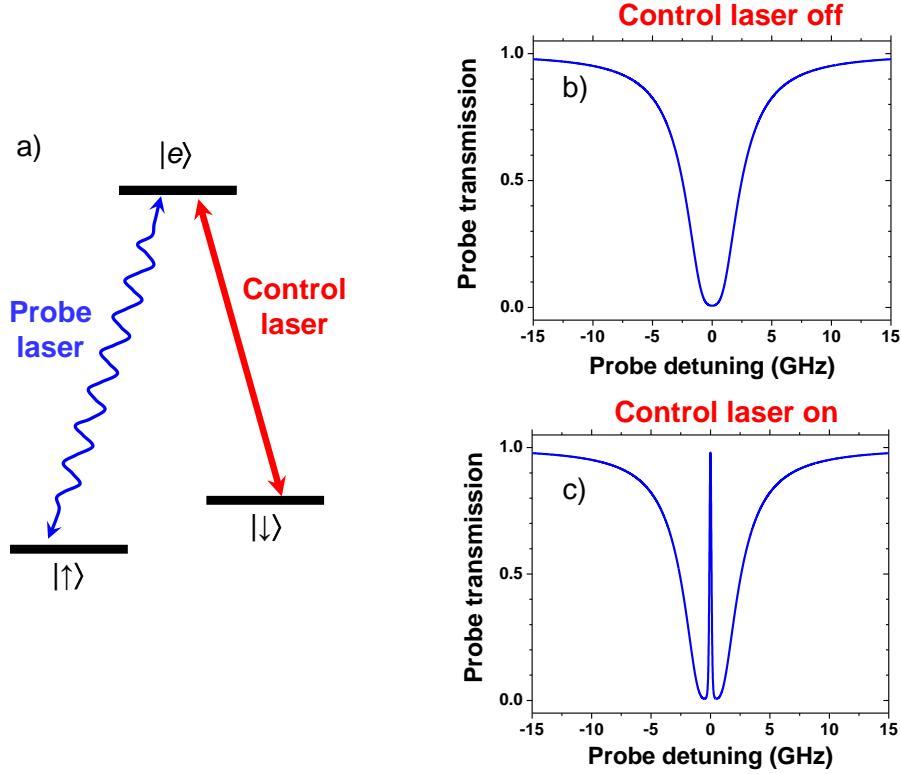 a)
|e⟩
Probe
laser
Control
laser
|↑⟩
|↓⟩
Control laser off
b)
Probe transmission
1.0
0.5
0.0
-15 -10 -5 0 5 10 15
Probe detuning (GHz)
Control laser on
c)
Probe transmission
1.0
0.5
0.0
-15 -10 -5 0 5 10 15
Probe detuning (GHz)